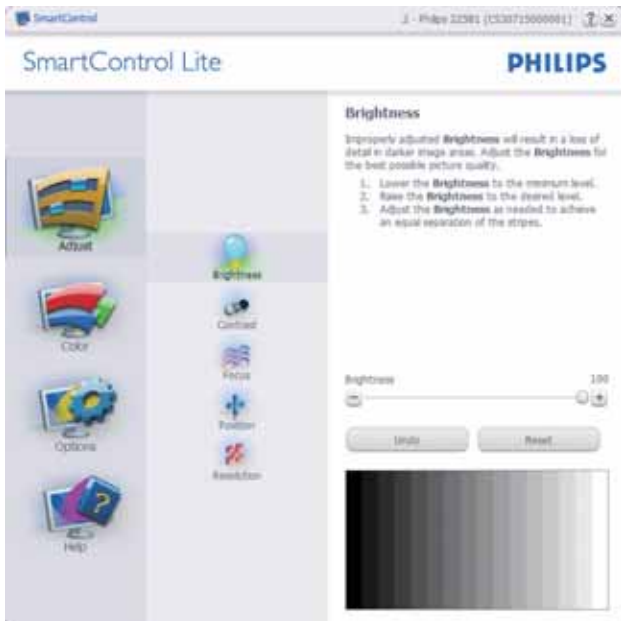 SmartControl
SmartControl Lite
PHILIPS
Adjust
Color
Options
Help
Brightness
Contrast
Focus
Position
Resolution
Brightness
Improperly adjusted Brightness will result in a loss of
detail in darker image areas. Adjust the Brightness for
the best possible picture quality.
1. Lower the Brightness to the minimum level.
2. Raise the Brightness to the desired level.
3. Adjust the Brightness as needed to achieve
an equal separation of the stripes.
Brightness 100
Undo Reset